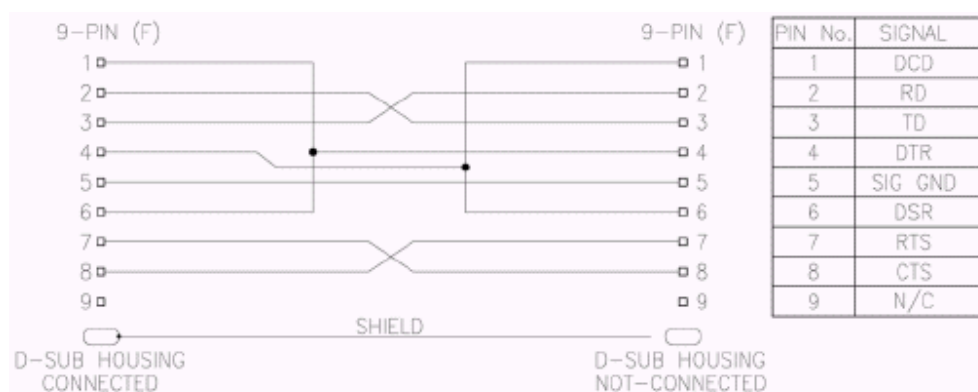 9-PIN (F)
1
2
3
4
5
6
7
8
9
D-SUB HOUSING
CONNECTED
SHIELD
9-PIN (F)
1
2
3
4
5
6
7
8
9
D-SUB HOUSING
NOT-CONNECTED
PIN No. SIGNAL
1 DCD
2 RD
3 TD
4 DTR
5 SIG GND
6 DSR
7 RTS
8 CTS
9 N/C